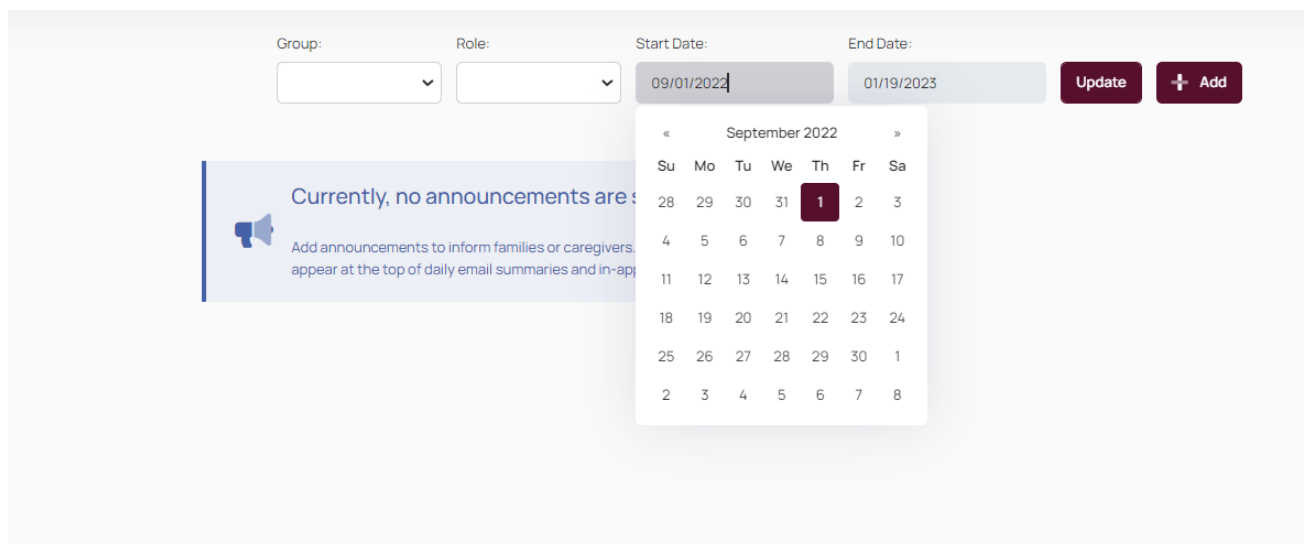 Group: Role: Start Date: End Date:
09/01/2022 01/19/2023 Update Add
« September 2022 »
Su Mo Tu We Th Fr Sa
28 29 30 31 1 2 3
4 5 6 7 8 9 10
11 12 13 14 15 16 17
18 19 20 21 22 23 24
25 26 27 28 29 30 1
2 3 4 5 6 7 8
Currently, no announcements are
Add announcements to inform families or caregivers.
appear at the top of daily email summaries and